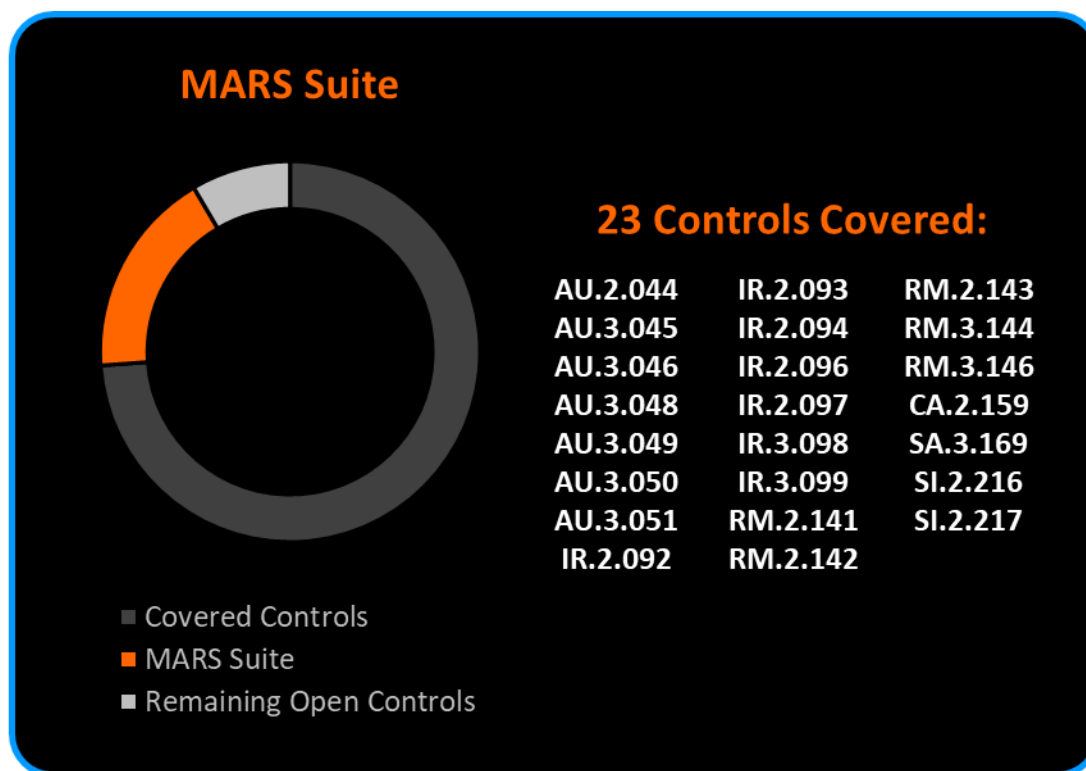 MARS Suite
23 Controls Covered:
AU.2.044 IR.2.093 RM.2.143
AU.3.045 IR.2.094 RM.3.144
AU.3.046 IR.2.096 RM.3.146
AU.3.048 IR.2.097 CA.2.159
AU.3.049 IR.3.098 SA.3.169
AU.3.050 IR.3.099 SI.2.216
AU.3.051 RM.2.141 SI.2.217
IR.2.092 RM.2.142
Covered Controls
MARS Suite
Remaining Open Controls